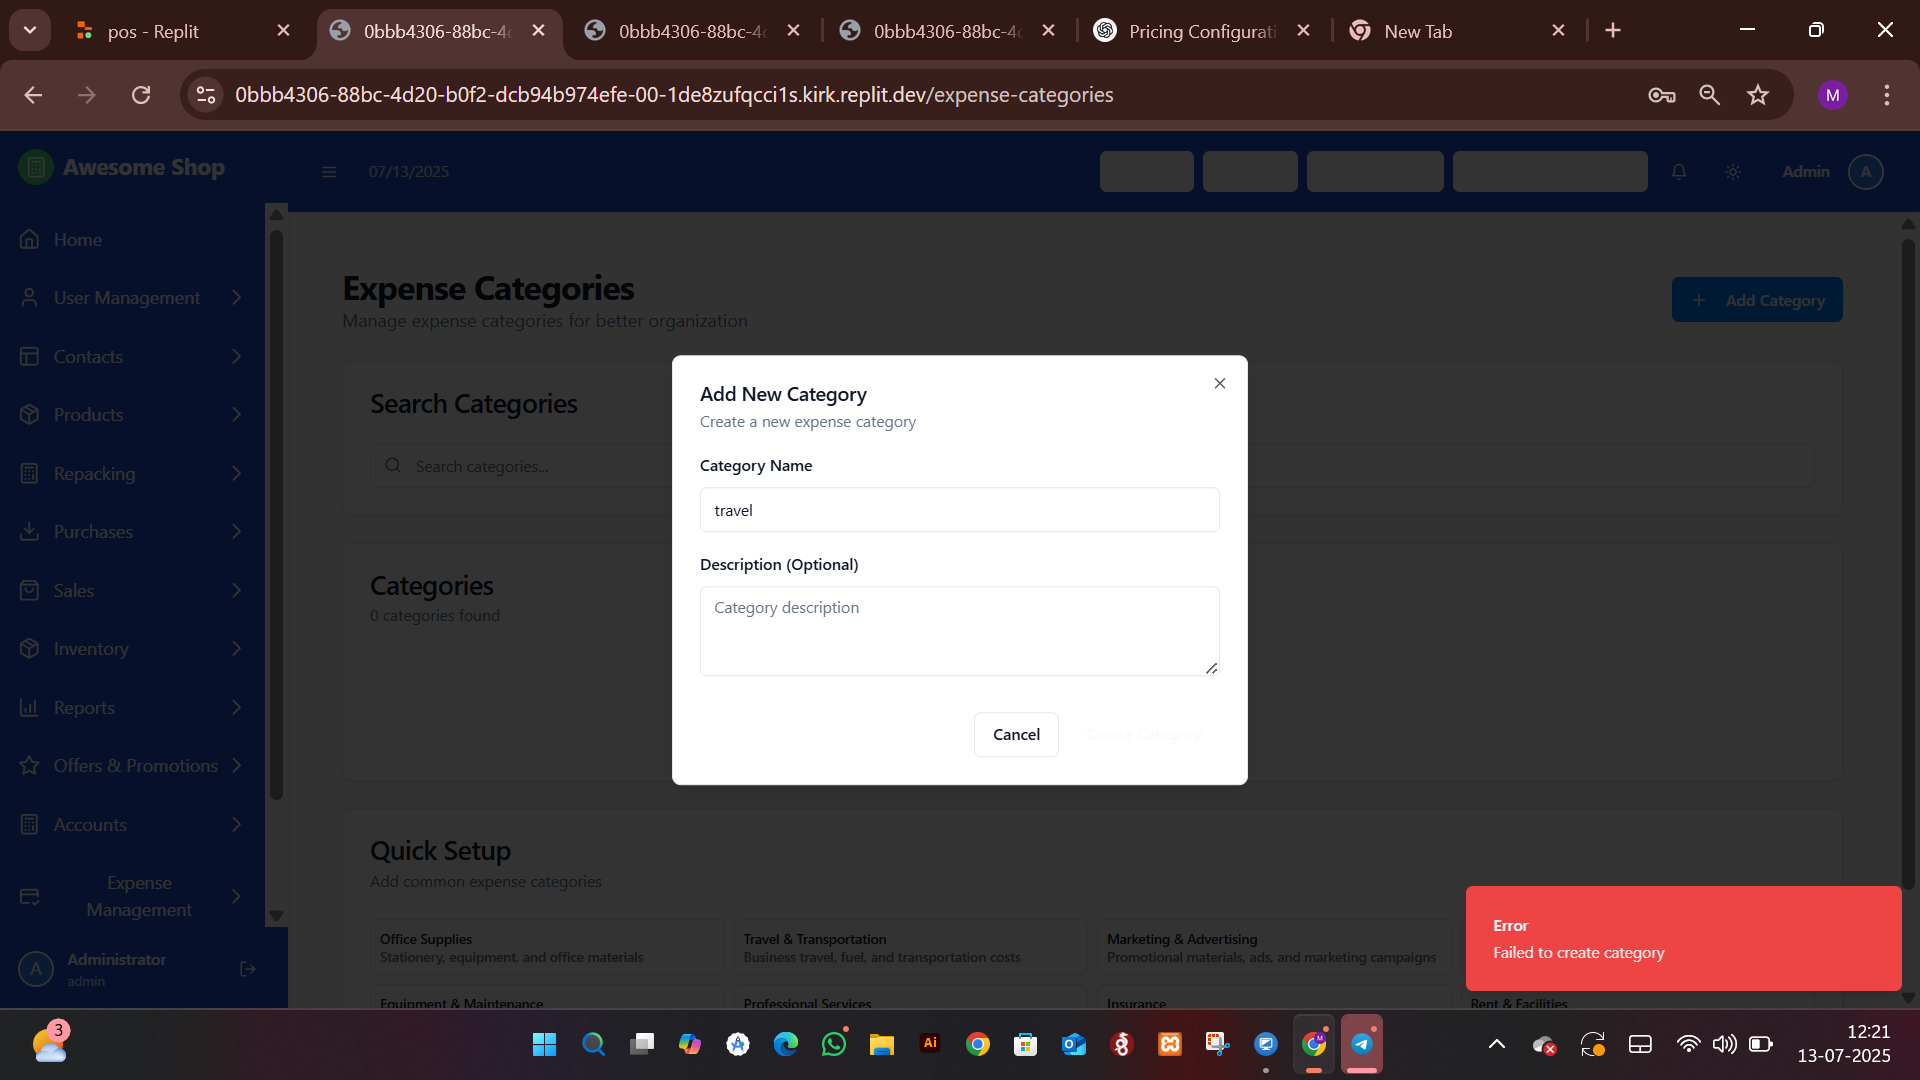 pos - Replit
0bbb4306-88bc-4d
0bbb4306-88bc-4d
0bbb4306-88bc-4d
Pricing Configurati
New Tab
0bbb4306-88bc-4d20-b0f2-dcb94b974efe-00-1de8zufqcci1s.kirk.replit.dev/expense-categories
M
Awesome Shop
07/13/2025
Admin
A
Home
User Management
Contacts
Products
Repacking
Purchases
Sales
Inventory
Reports
Offers & Promotions
Accounts
Expense
Management
A
Administrator
admin
Expense Categories
Manage expense categories for better organization
Add Category
Search Categories
Search categories...
Categories
0 categories found
Add New Category
Create a new expense category
Category Name
travel
Description (Optional)
Category description
Cancel
Create Category
Quick Setup
Add common expense categories
Office Supplies
Stationery, equipment, and office materials
Travel & Transportation
Business travel, fuel, and transportation costs
Marketing & Advertising
Promotional materials, ads, and marketing campaigns
Equipment & Maintenance
Professional Services
Insurance
Rent & Facilities
Error
Failed to create category
3
Ai
M
12:21
13-07-2025